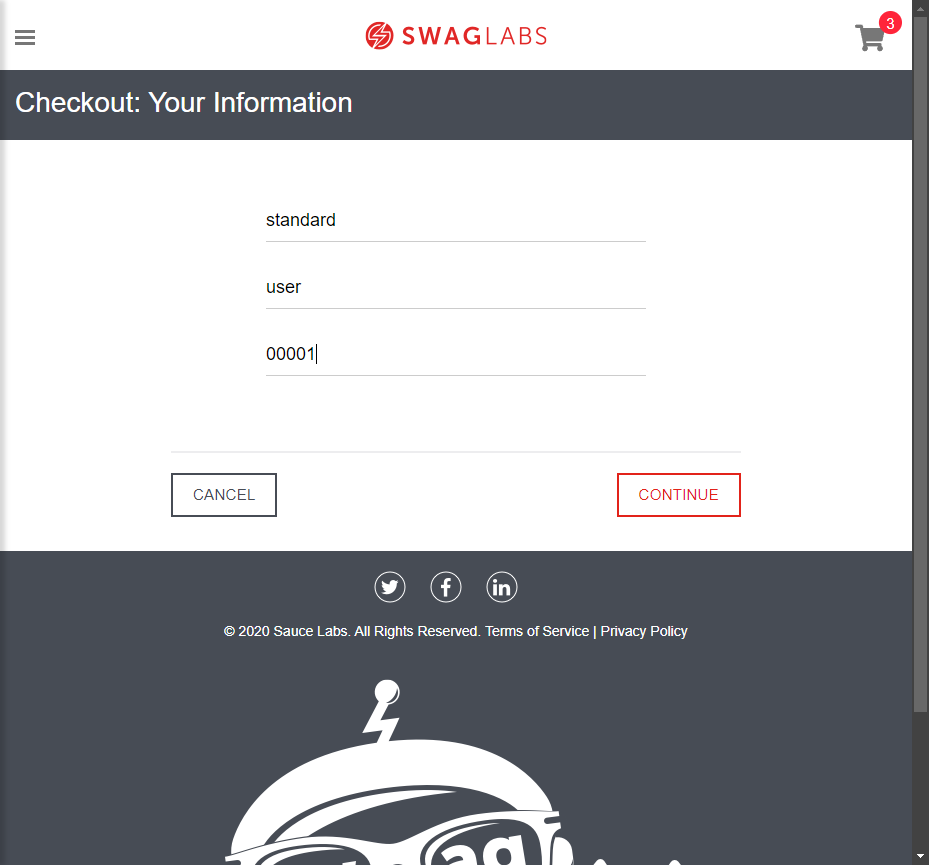 SWAGLABS
3
Checkout: Your Information
standard
user
00001
CANCEL
CONTINUE
© 2020 Sauce Labs. All Rights Reserved. Terms of Service | Privacy Policy